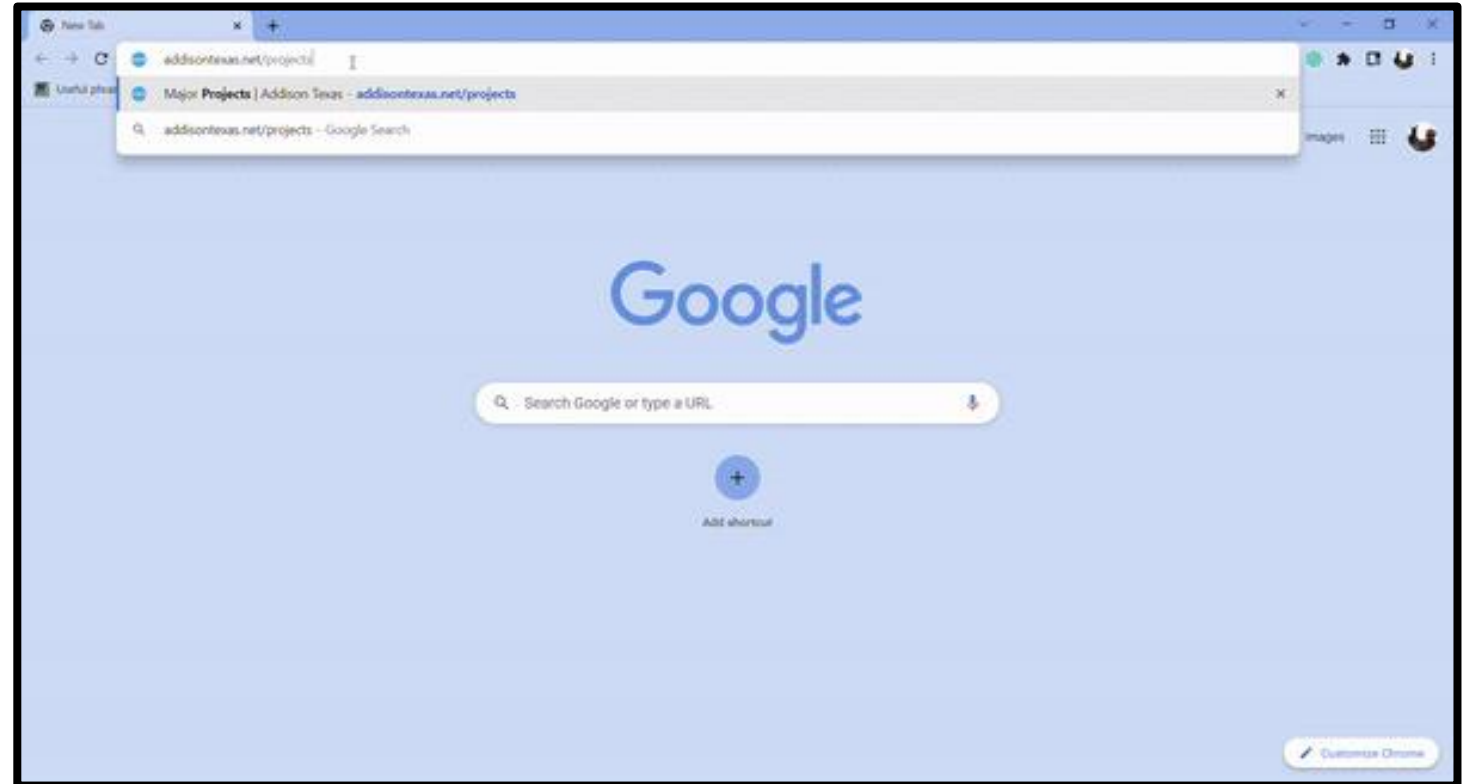 New Tab
addisontexas.net/projects
Useful
Major Projects | Addison Texas - addisontexas.net/projects
addisontexas.net/projects - Google Search
Images
Google
Search Google or type a URL
Add shortcut
Customize Chrome